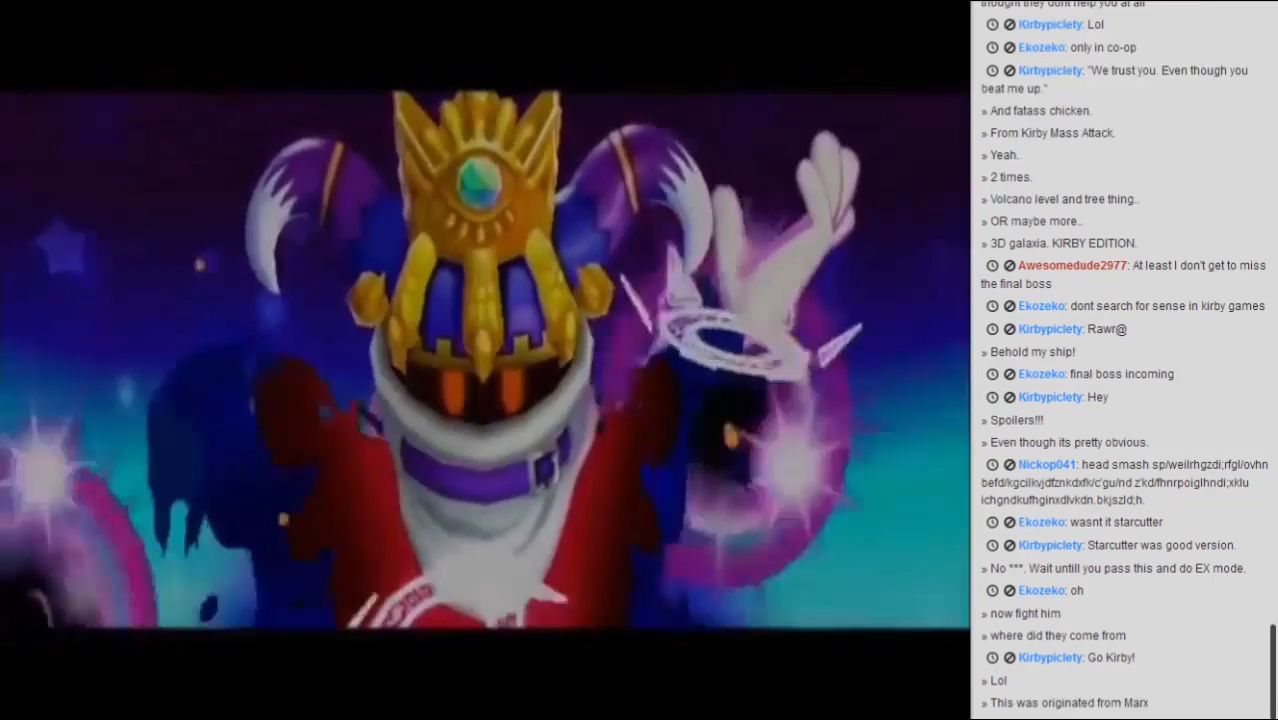 thought they dont help you at all
Kirbypiclety: Lol
Ekozeko: only in co-op
Kirbypiclety: "We trust you. Even though you
beat me up."
» And fatass chicken.
» From Kirby Mass Attack.
» Yeah.
» 2 times.
» Volcano level and tree thing..
» OR maybe more..
» 3D galaxia. KIRBY EDITION.
Awesomedude2977: At least I don't get to miss
the final boss
Ekozeko: dont search for sense in kirby games
Kirbypiclety: Rawr@
» Behold my ship!
Ekozeko: final boss incoming
Kirbypiclety: Hey
» Spoilers!!!
» Even though its pretty obvious.
Nickop041: head smash sp/weilrhgzdi;rfgl/ovhn
befd/kgcilkvjdfznkdxfk/c'gu/nd z'kd/fhnrpoiglhndi;xklu
ichgndkufhginxdlvkdn.bkjszld;h.
Ekozeko: wasnt it starcutter
Kirbypiclety: Starcutter was good version.
» No ***. Wait untill you pass this and do EX mode.
Ekozeko: oh
» now fight him
» where did they come from
Kirbypiclety: Go Kirby!
» Lol
» This was originated from Marx